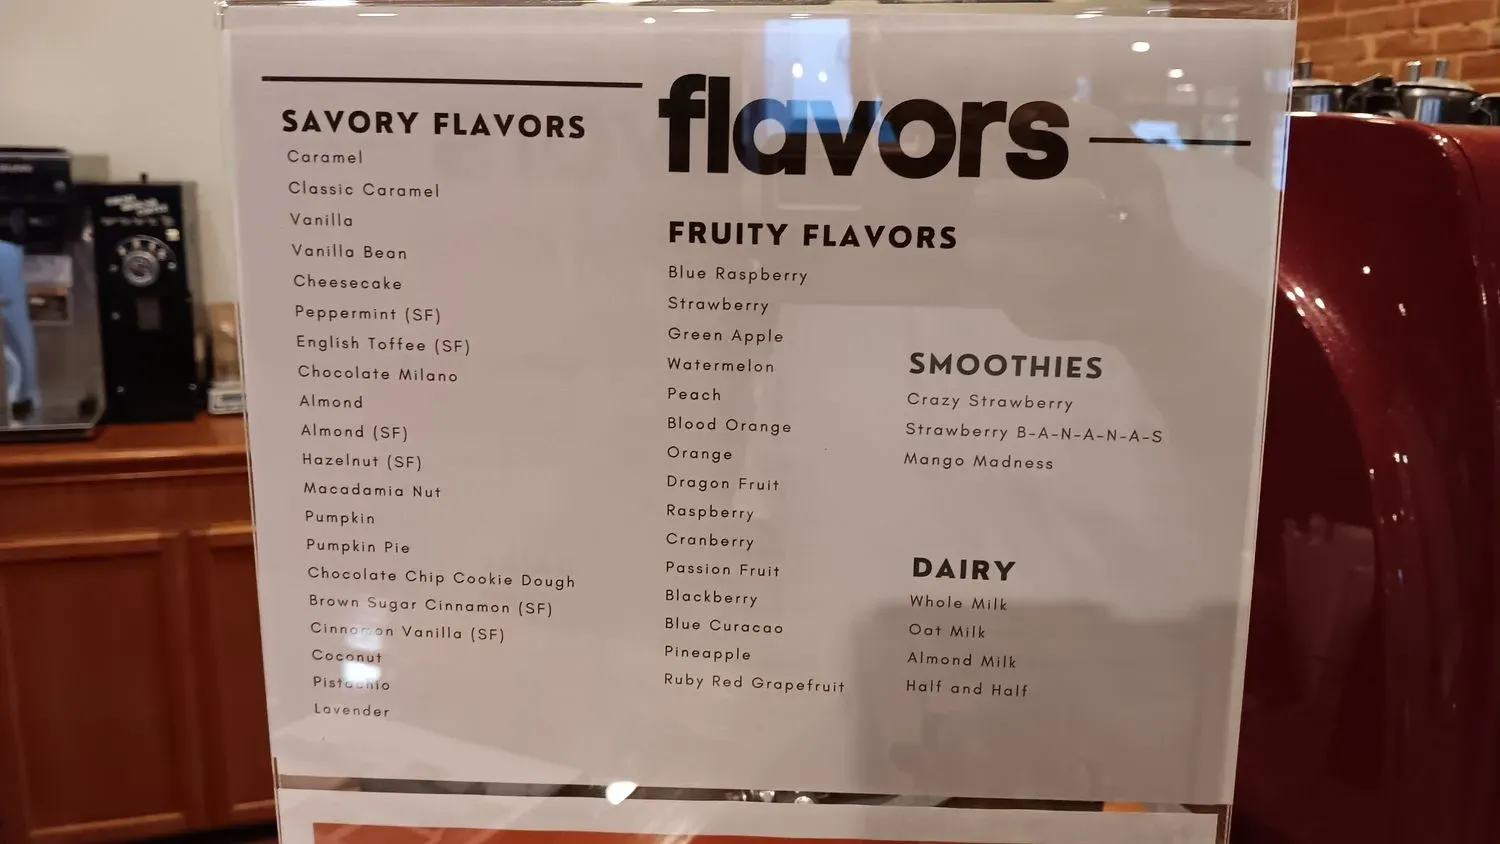 flavors
SAVORY FLAVORS
Caramel
Classic Caramel
Vanilla
Vanilla Bean
Cheesecake
Peppermint (SF)
English Toffee (SF)
Chocolate Milano
Almond
Almond (SF)
Hazelnut (SF)
Macadamia Nut
Pumpkin
Pumpkin Pie
Chocolate Chip Cookie Dough
Brown Sugar Cinnamon (SF)
Cinnamon Vanilla (SF)
Coconut
Pistachio
Lavender
FRUITY FLAVORS
Blue Raspberry
Strawberry
Green Apple
Watermelon
Peach
Blood Orange
Orange
Dragon Fruit
Raspberry
Cranberry
Passion Fruit
Blackberry
Blue Curacao
Pineapple
Ruby Red Grapefruit
SMOOTHIES
Crazy Strawberry
Strawberry B-A-N-A-N-A-S
Mango Madness
DAIRY
Whole Milk
Oat Milk
Almond Milk
Half and Half